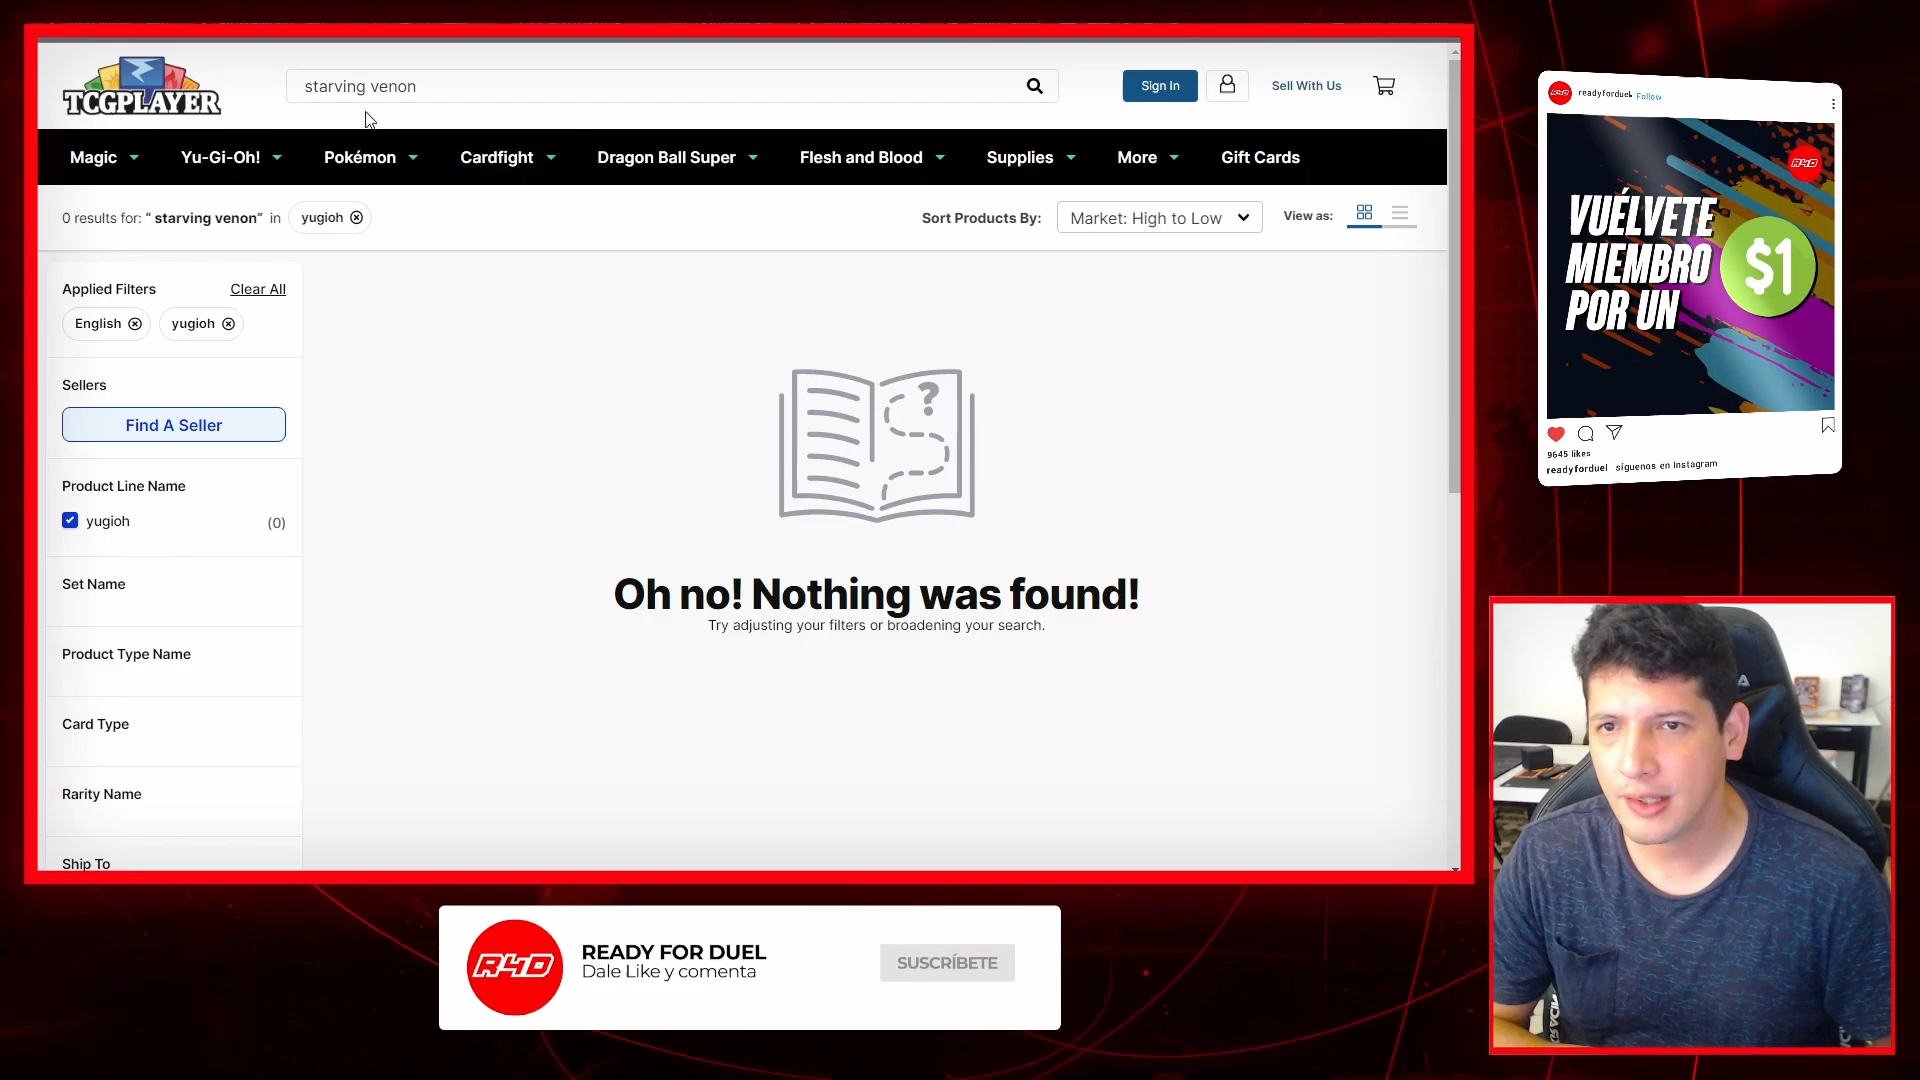 TCGPLAYER
starving venon
Sign In
Sell With Us
Magic
Yu-Gi-Oh!
Pokémon
Cardfight
Dragon Ball Super
Flesh and Blood
Supplies
More
Gift Cards
0 results for: “ starving venon” in yugioh
Sort Products By: Market: High to Low
View as:
Applied Filters
Clear All
English
yugioh
Sellers
Find A Seller
Product Line Name
yugioh (0)
Set Name
Product Type Name
Card Type
Rarity Name
Ship To
?
Oh no! Nothing was found!
Try adjusting your filters or broadening your search.
R4D
readyforduel Follow
R4D
VUÉLVETE
MIEMBRO
POR UN
$1
9645 likes
readyforduel síguenos en Instagram
R4D
READY FOR DUEL
Dale Like y comenta
SUSCRÍBETE